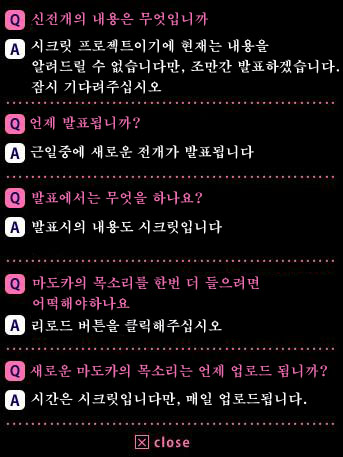 Q 신전개의 내용은 무엇입니까
A 시크릿 프로젝트이기에 현재는 내용을
알려드릴 수 없습니다만, 조만간 발표하겠습니다.
잠시 기다려주십시오
Q 언제 발표됩니까?
A 근일중에 새로운 전개가 발표됩니다
Q 발표에서는 무엇을 하나요?
A 발표시의 내용도 시크릿입니다
Q 마도카의 목소리를 한번 더 들으려면
어떡해야하나요
A 리로드 버튼을 클릭해주십시오
Q 새로운 마도카의 목소리는 언제 업로드 됩니까?
A 시간은 시크릿입니다만, 매일 업로드됩니다.
close